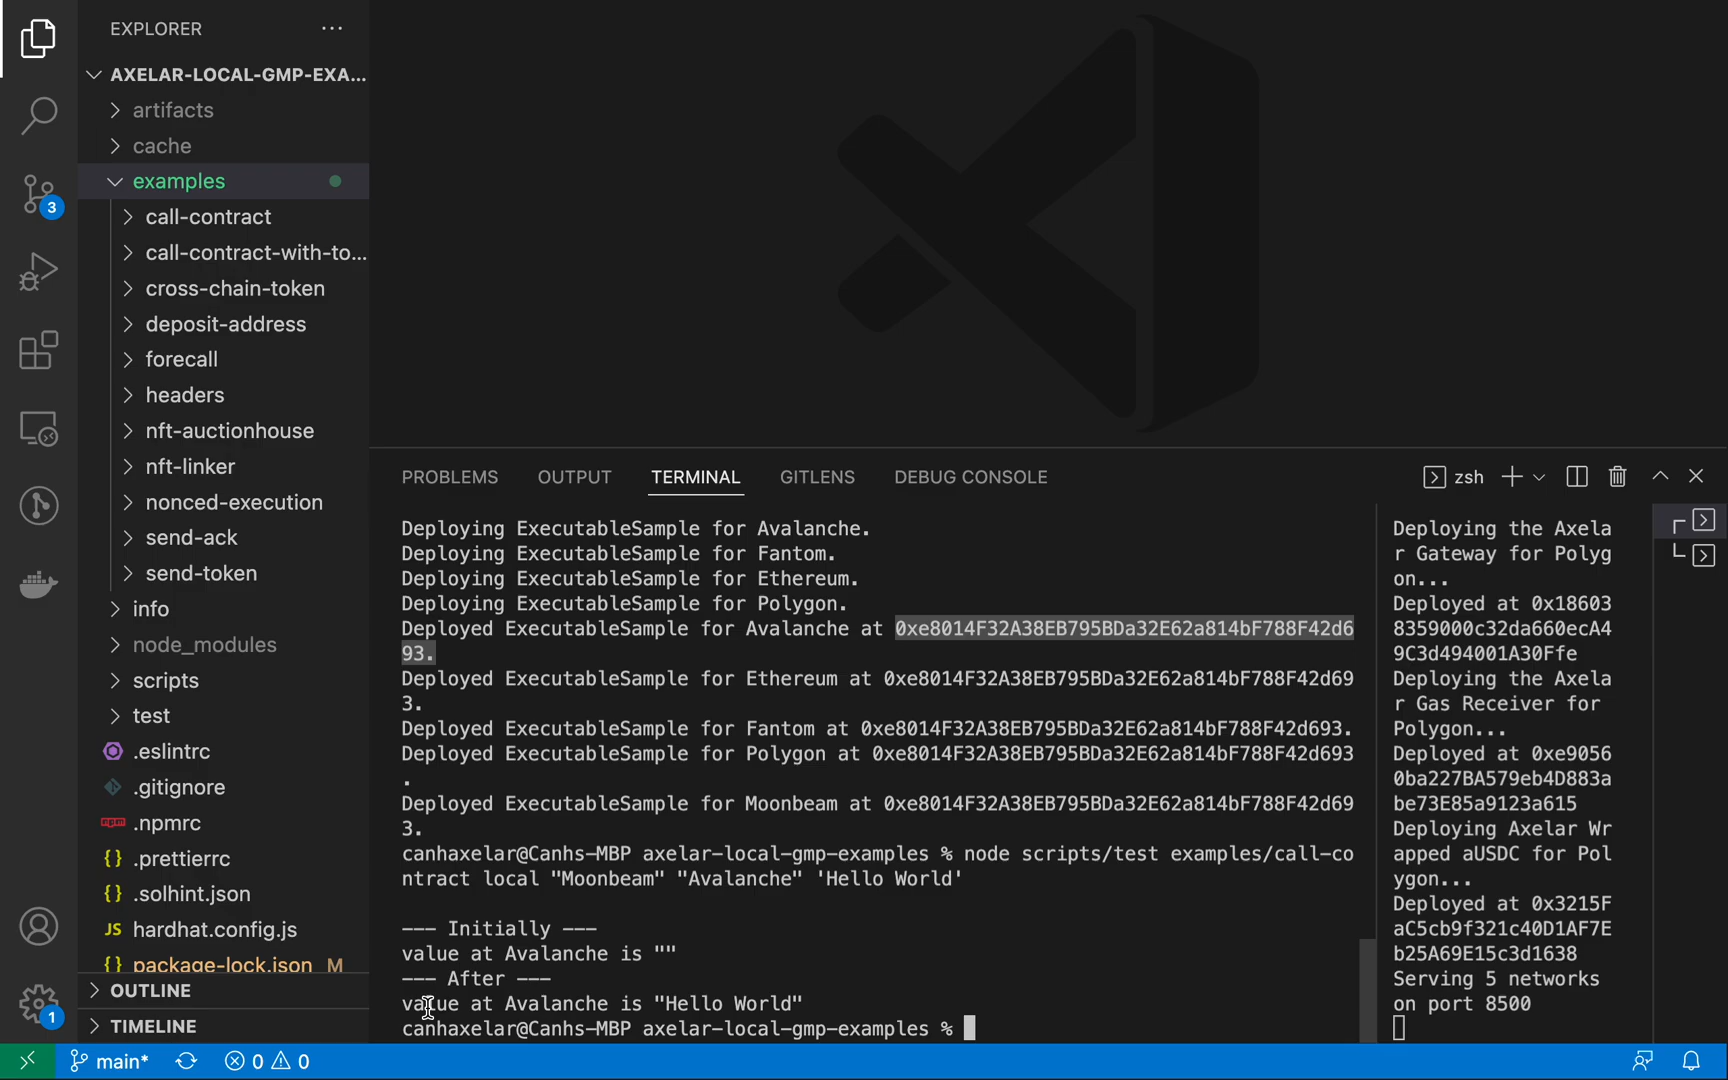 EXPLORER
AXELAR-LOCAL-GMP-EXA...
artifacts
cache
examples
call-contract
call-contract-with-to...
cross-chain-token
deposit-address
forecall
headers
nft-auctionhouse
nft-linker
nonced-execution
send-ack
send-token
info
node_modules
scripts
test
.eslintrc
.gitignore
npm .npmrc
{} .prettierrc
{} .solhint.json
JS hardhat.config.js
{} package-lock.json M
OUTLINE
TIMELINE
3
1
PROBLEMS OUTPUT TERMINAL GITLENS DEBUG CONSOLE
zsh
Deploying ExecutableSample for Avalanche.
Deploying ExecutableSample for Fantom.
Deploying ExecutableSample for Ethereum.
Deploying ExecutableSample for Polygon.
Deployed ExecutableSample for Avalanche at 0xe8014F32A38EB795BDa32E62a814bF788F42d6
93.
Deployed ExecutableSample for Ethereum at 0xe8014F32A38EB795BDa32E62a814bF788F42d69
3.
Deployed ExecutableSample for Fantom at 0xe8014F32A38EB795BDa32E62a814bF788F42d693.
Deployed ExecutableSample for Polygon at 0xe8014F32A38EB795BDa32E62a814bF788F42d693
.
Deployed ExecutableSample for Moonbeam at 0xe8014F32A38EB795BDa32E62a814bF788F42d69
3.
canhaxelar@Canhs-MBP axelar-local-gmp-examples % node scripts/test examples/call-co
ntract local "Moonbeam" "Avalanche" 'Hello World'
--- Initially ---
value at Avalanche is ""
--- After ---
value at Avalanche is "Hello World"
canhaxelar@Canhs-MBP axelar-local-gmp-examples %
Deploying the Axela
r Gateway for Polyg
on...
Deployed at 0x18603
8359000c32da660ecA4
9C3d494001A30Ffe
Deploying the Axela
r Gas Receiver for
Polygon...
Deployed at 0xe9056
0ba227BA579eb4D883a
be73E85a9123a615
Deploying Axelar Wr
apped aUSDC for Pol
ygon...
Deployed at 0x3215F
aC5cb9f321c40D1AF7E
b25A69E15c3d1638
Serving 5 networks
on port 8500
main* 0 0